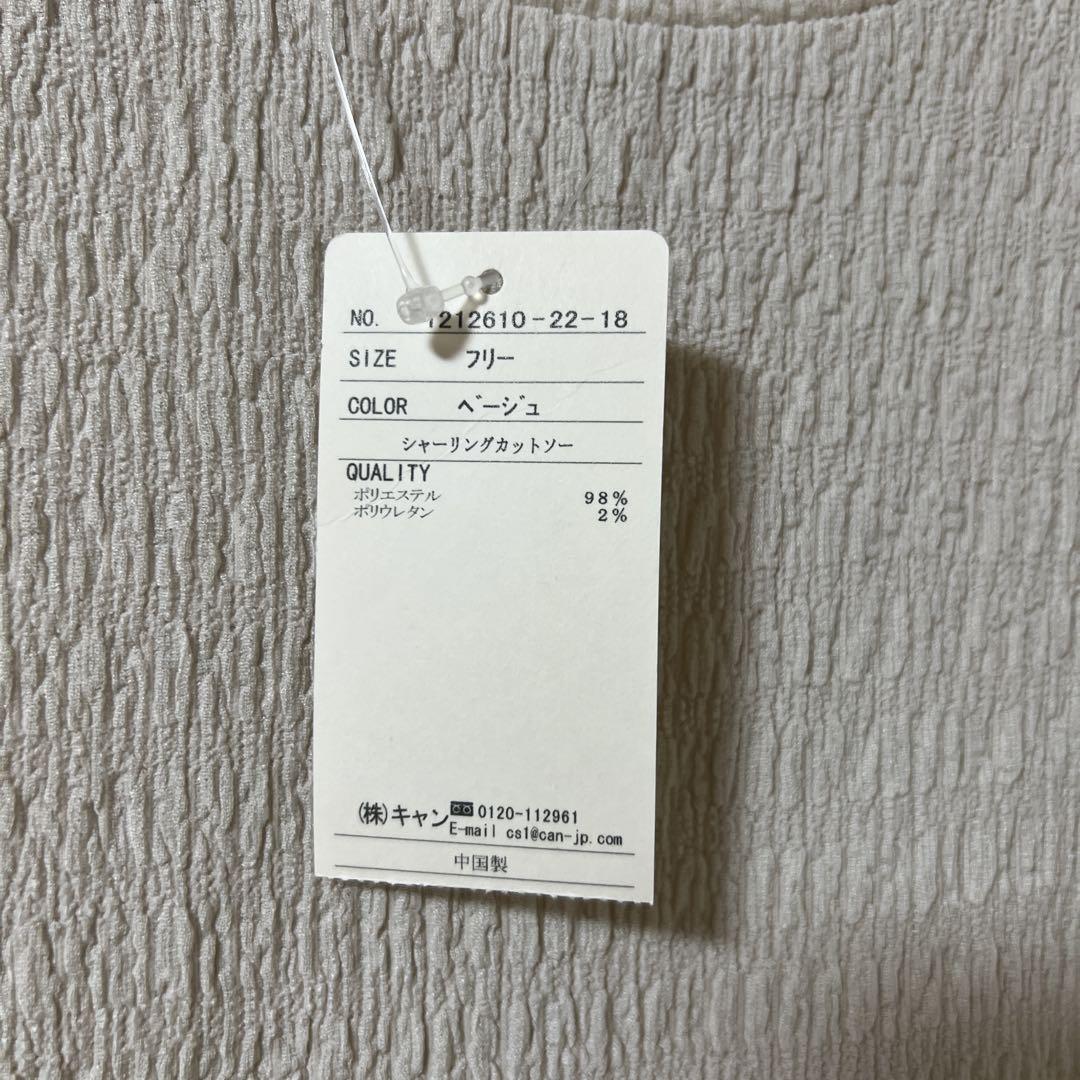 NO. 1212610-22-18
SIZE フリー
COLOR ベージュ
シャーリングカットソー
QUALITY
ポリエステル 98%
ポリウレタン 2%
(株)キャン 0120-112961
E-mail cs1@can-jp.com
中国製